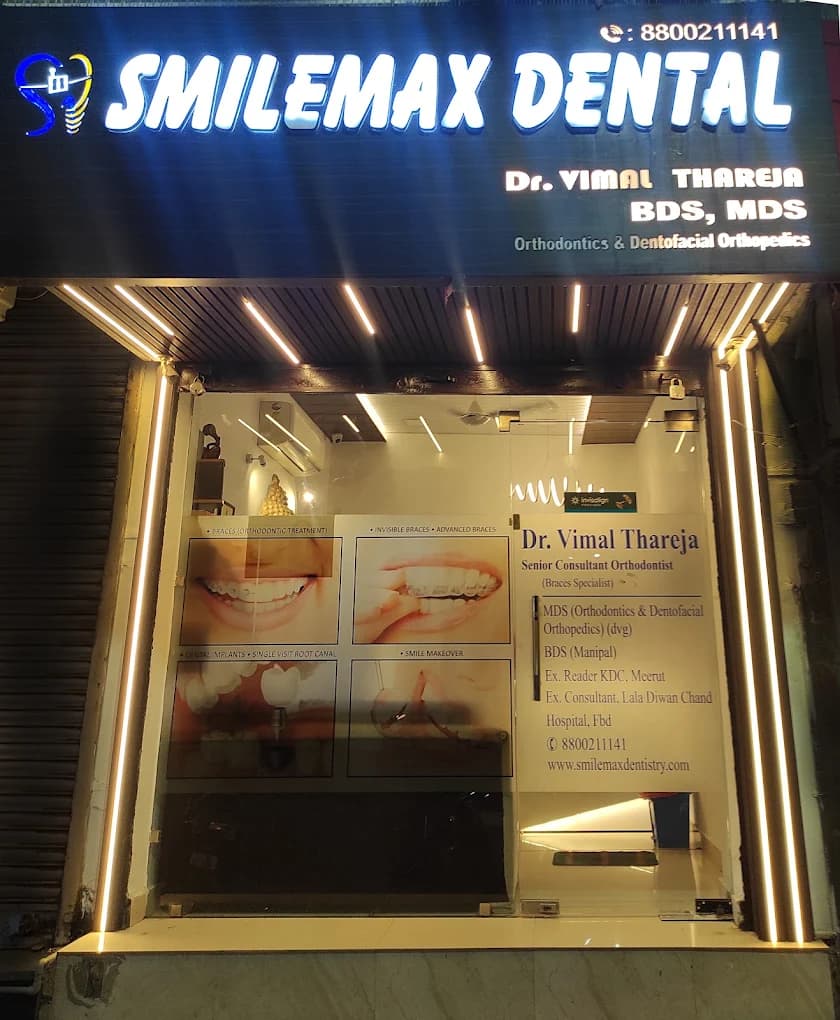 : 8800211141
SMILEMAX DENTAL
Dr. VIMAL THAREJA
BDS, MDS
Orthodontics & Dentofacial Orthopedics
invisalign
• BRACES (ORTHODONTIC TREATMENT)
• INVISIBLE BRACES • ADVANCED BRACES
• DENTAL IMPLANTS • SINGLE VISIT ROOT CANAL
• SMILE MAKEOVER
Dr. Vimal Thareja
Senior Consultant Orthodontist
(Braces Specialist)
MDS (Orthodontics & Dentofacial
Orthopedics) (dvg)
BDS (Manipal)
Ex. Reader KDC, Meerut
Ex. Consultant, Lala Diwan Chand
Hospital, Fbd
8800211141
www.smilemaxdentistry.com